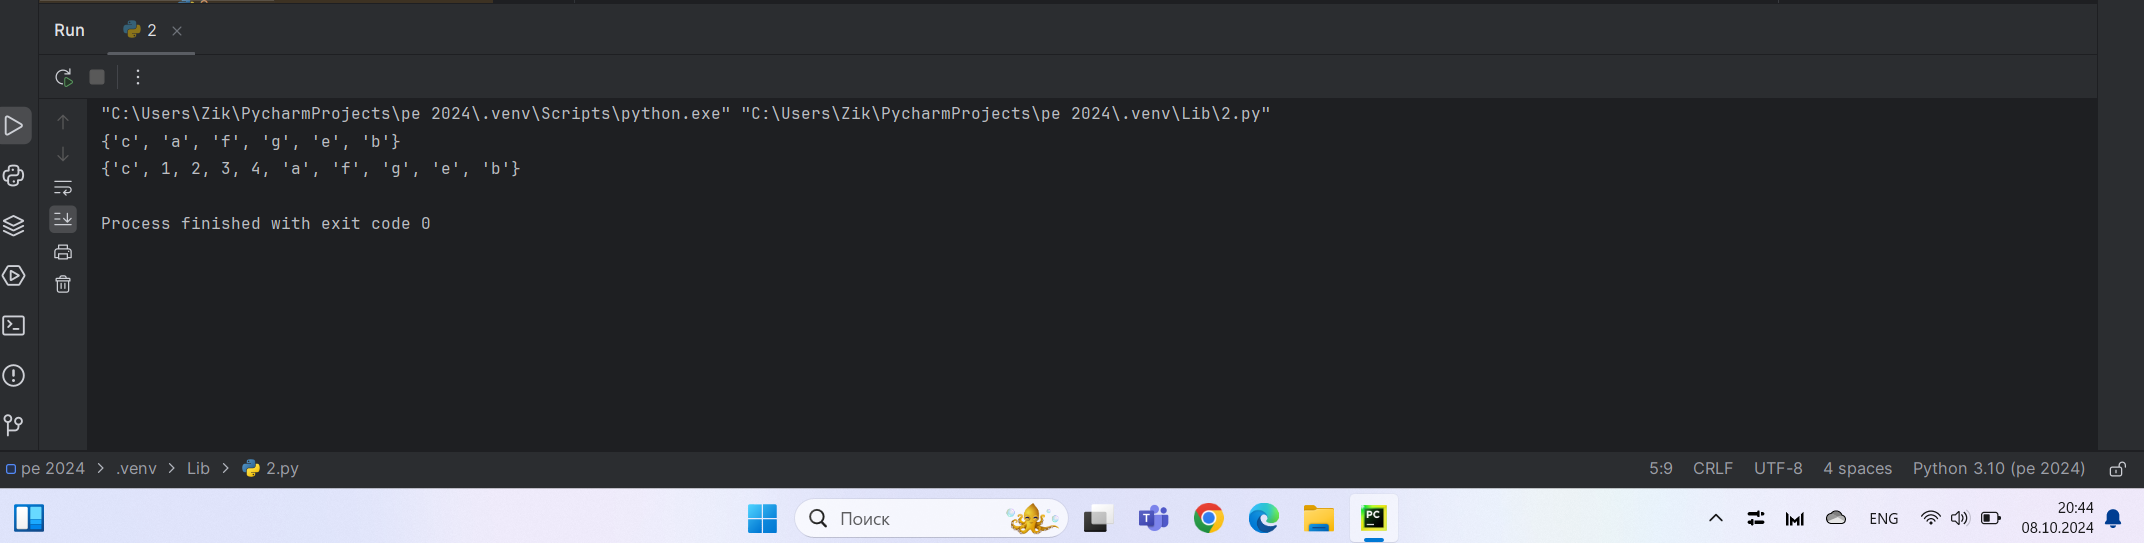 Run 2
"C:\Users\Zik\PycharmProjects\pe 2024\.venv\Scripts\python.exe" "C:\Users\Zik\PycharmProjects\pe 2024\.venv\Lib\2.py"
{'c', 'a', 'f', 'g', 'e', 'b'}
{'c', 1, 2, 3, 4, 'a', 'f', 'g', 'e', 'b'}
Process finished with exit code 0
pe 2024 > .venv > Lib > 2.py 5:9 CRLF UTF-8 4 spaces Python 3.10 (pe 2024)
Поиск T PC ENG 20:44
08.10.2024